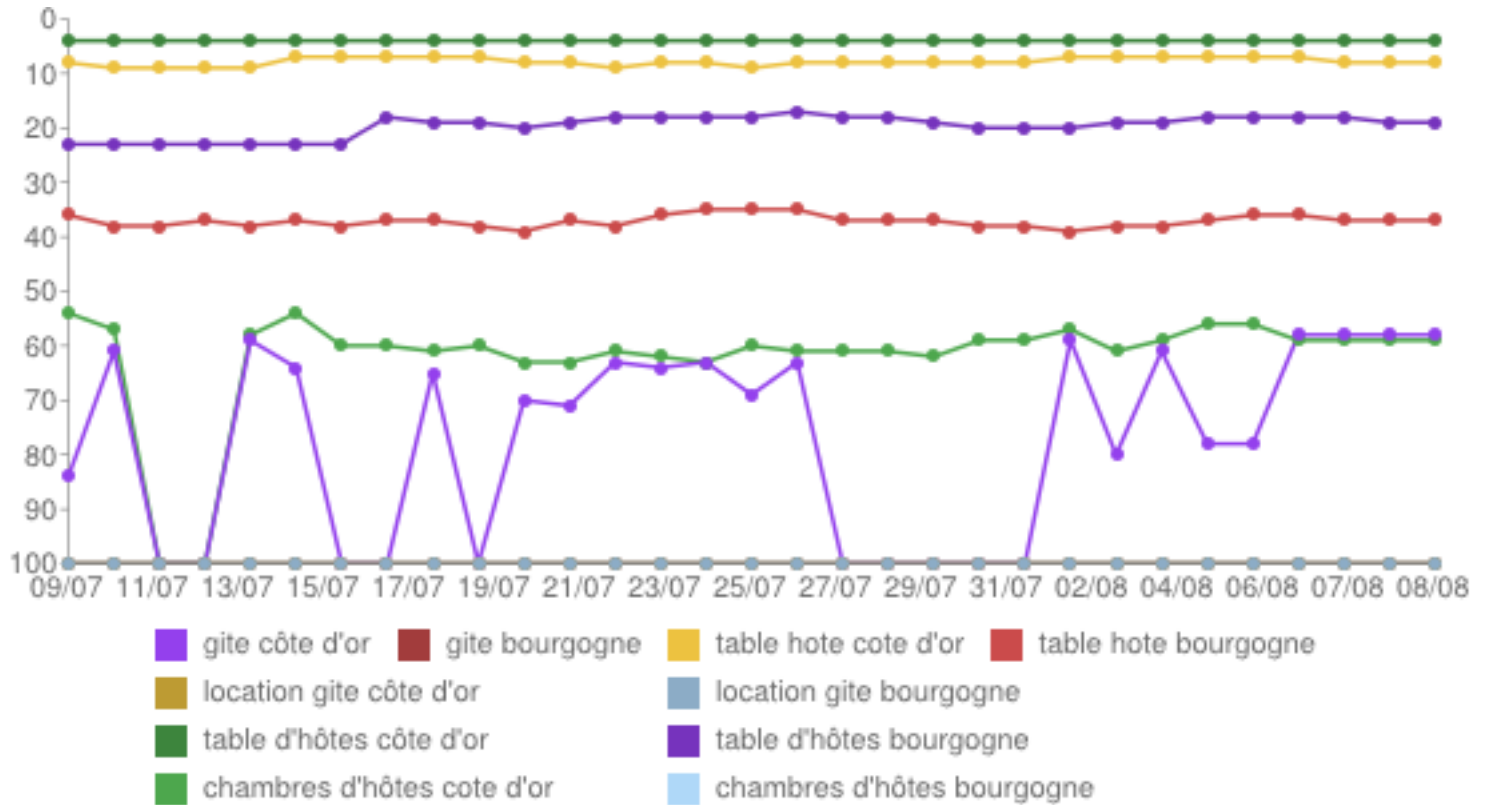 0
10
20
30
40
50
60
70
80
90
100
09/07 11/07 13/07 15/07 17/07 19/07 21/07 23/07 25/07 27/07 29/07 31/07 02/08 04/08 06/08 07/08 08/08
gite côte d'or gite bourgogne table hote cote d'or table hote bourgogne
location gite côte d'or location gite bourgogne
table d'hôtes côte d'or table d'hôtes bourgogne
chambres d'hôtes cote d'or chambres d'hôtes bourgogne